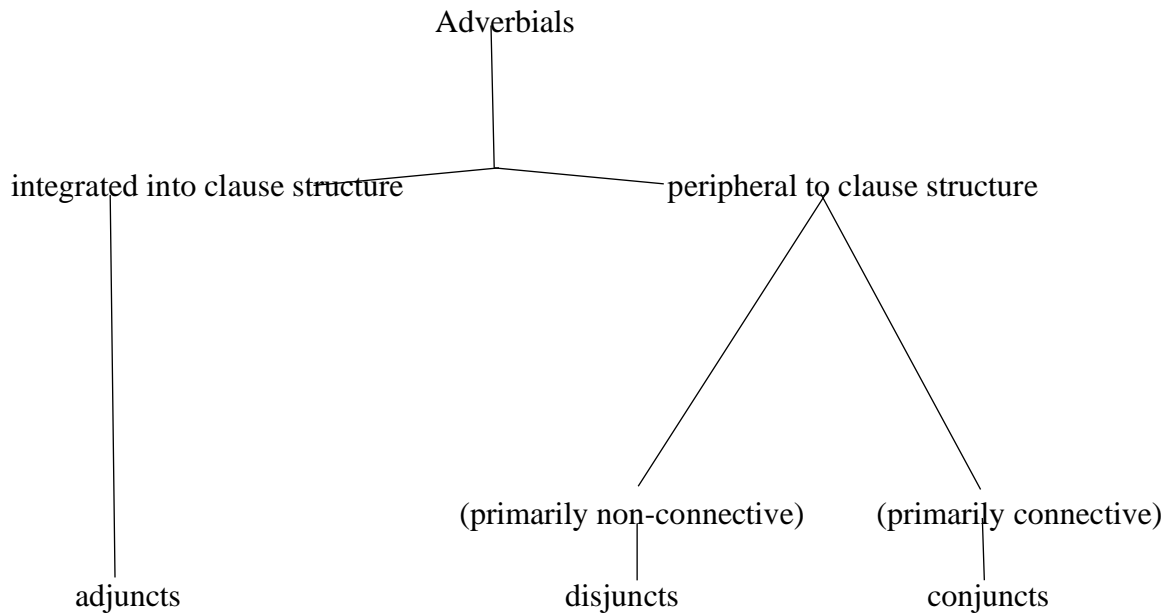 Adverbials
integrated into clause structure
peripheral to clause structure
(primarily non-connective)
(primarily connective)
adjuncts
disjuncts
conjuncts